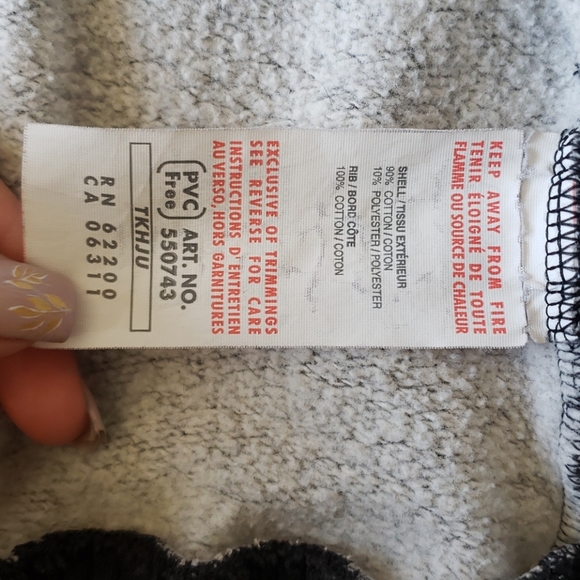 KEEP AWAY FROM FIRE
TENIR ÉLOIGNÉ DE TOUTE
FLAMME OU SOURCE DE CHALEUR
SHELL / TISSU EXTÉRIEUR
90% COTTON / COTON
10% POLYESTER / POLYESTER
RIB / BORD CÔTE
100% COTTON / COTON
EXCLUSIVE OF TRIMMINGS
SEE REVERSE FOR CARE
INSTRUCTIONS D'ENTRETIEN
AU VERSO, HORS GARNITURES
PVC Free
ART. NO.
550743
TKHJU
RN 62200
CA 06311